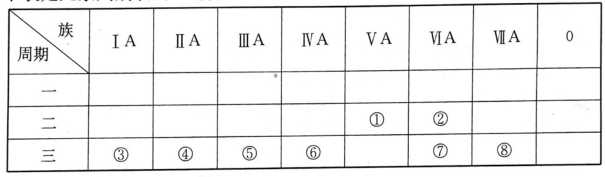 族
周期
ⅠA ⅡA ⅢA ⅣA ⅤA ⅥA ⅦA 0
一
二 ① ②
三 ③ ④ ⑤ ⑥ ⑦ ⑧